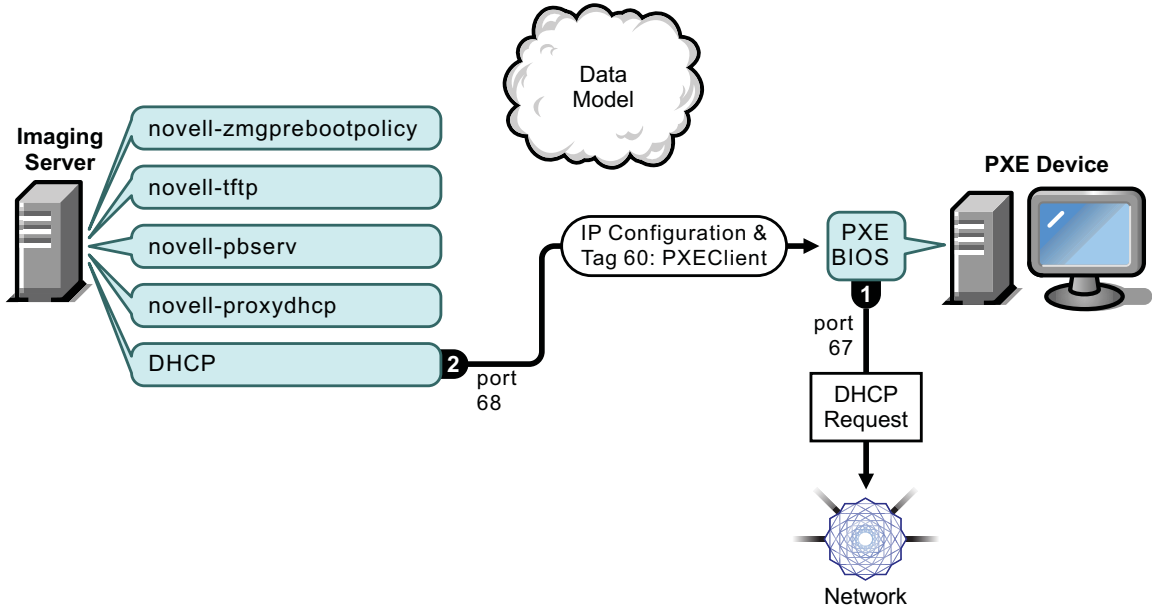 Data
Model
Imaging
Server
novell-zmgprebootpolicy
novell-tftp
novell-pbserv
novell-proxydhcp
DHCP
2
port
68
IP Configuration &
Tag 60: PXEClient
PXE
BIOS
PXE Device
1
port
67
DHCP
Request
Network